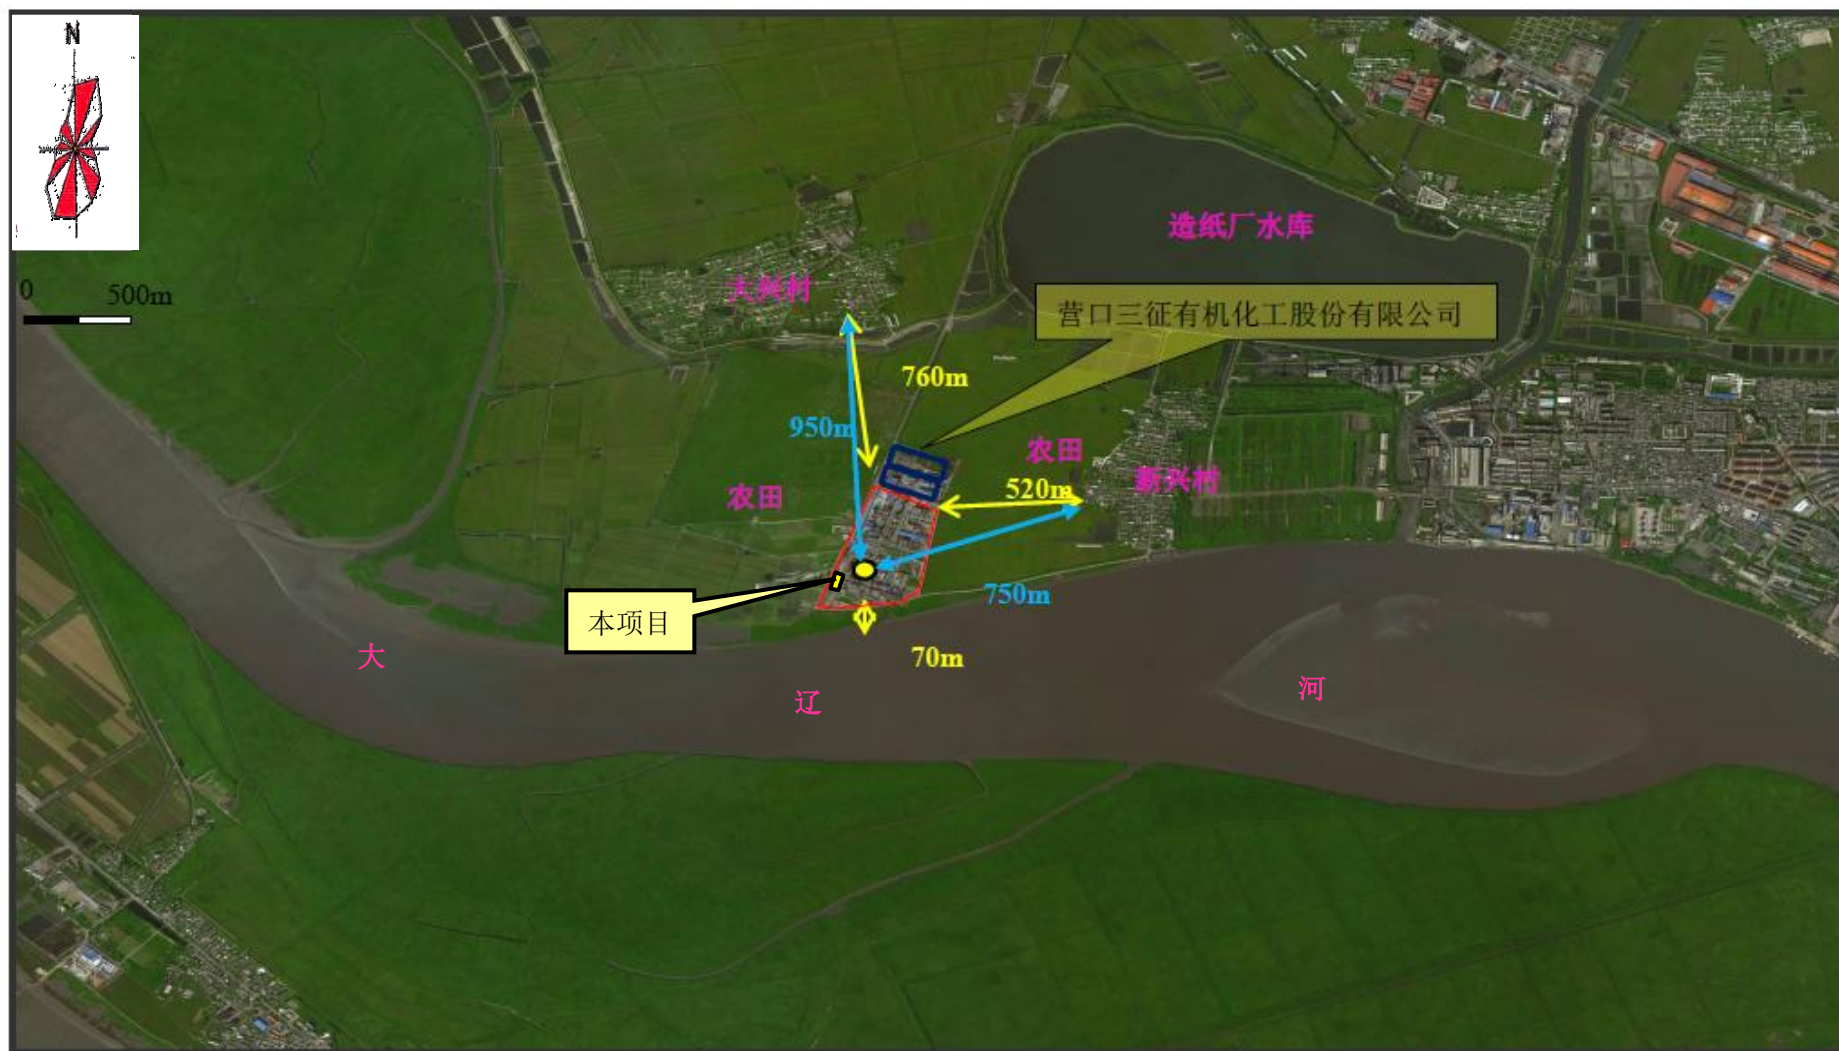 N
造纸厂水库
大兴村
0 500m
营口三征有机化工股份有限公司
760m
950m
农田
农田
新兴村
520m
750m
本项目
70m
大
辽
河